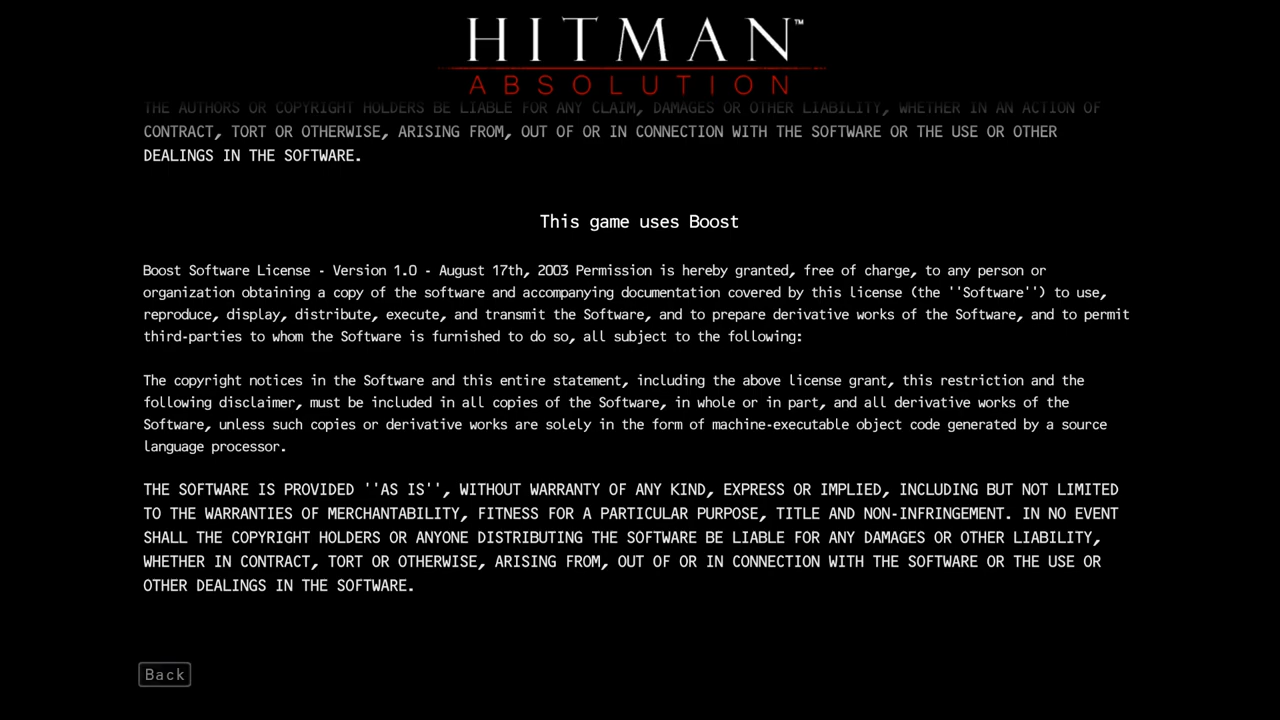 HITMAN™
ABSOLUTION
THE AUTHORS OR COPYRIGHT HOLDERS BE LIABLE FOR ANY CLAIM, DAMAGES OR OTHER LIABILITY, WHETHER IN AN ACTION OF
CONTRACT, TORT OR OTHERWISE, ARISING FROM, OUT OF OR IN CONNECTION WITH THE SOFTWARE OR THE USE OR OTHER
DEALINGS IN THE SOFTWARE.
This game uses Boost
Boost Software License - Version 1.0 - August 17th, 2003 Permission is hereby granted, free of charge, to any person or
organization obtaining a copy of the software and accompanying documentation covered by this license (the ''Software'') to use,
reproduce, display, distribute, execute, and transmit the Software, and to prepare derivative works of the Software, and to permit
third-parties to whom the Software is furnished to do so, all subject to the following:
The copyright notices in the Software and this entire statement, including the above license grant, this restriction and the
following disclaimer, must be included in all copies of the Software, in whole or in part, and all derivative works of the
Software, unless such copies or derivative works are solely in the form of machine-executable object code generated by a source
language processor.
THE SOFTWARE IS PROVIDED ''AS IS'', WITHOUT WARRANTY OF ANY KIND, EXPRESS OR IMPLIED, INCLUDING BUT NOT LIMITED
TO THE WARRANTIES OF MERCHANTABILITY, FITNESS FOR A PARTICULAR PURPOSE, TITLE AND NON-INFRINGEMENT. IN NO EVENT
SHALL THE COPYRIGHT HOLDERS OR ANYONE DISTRIBUTING THE SOFTWARE BE LIABLE FOR ANY DAMAGES OR OTHER LIABILITY,
WHETHER IN CONTRACT, TORT OR OTHERWISE, ARISING FROM, OUT OF OR IN CONNECTION WITH THE SOFTWARE OR THE USE OR
OTHER DEALINGS IN THE SOFTWARE.
Back